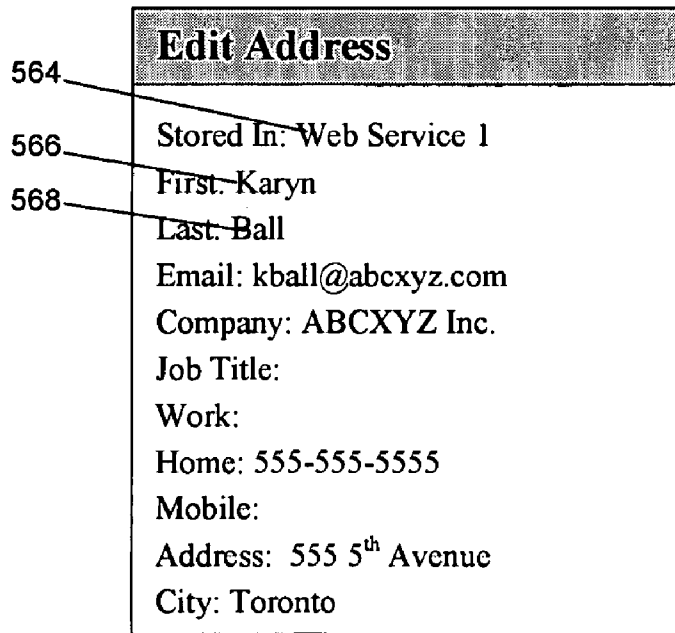 Edit Address
564
Stored In: Web Service 1
566
First: Karyn
568
Last: Ball
Email: kball@abcxyz.com
Company: ABCXYZ Inc.
Job Title:
Work:
Home: 555-555-5555
Mobile:
Address: 555 5th Avenue
City: Toronto